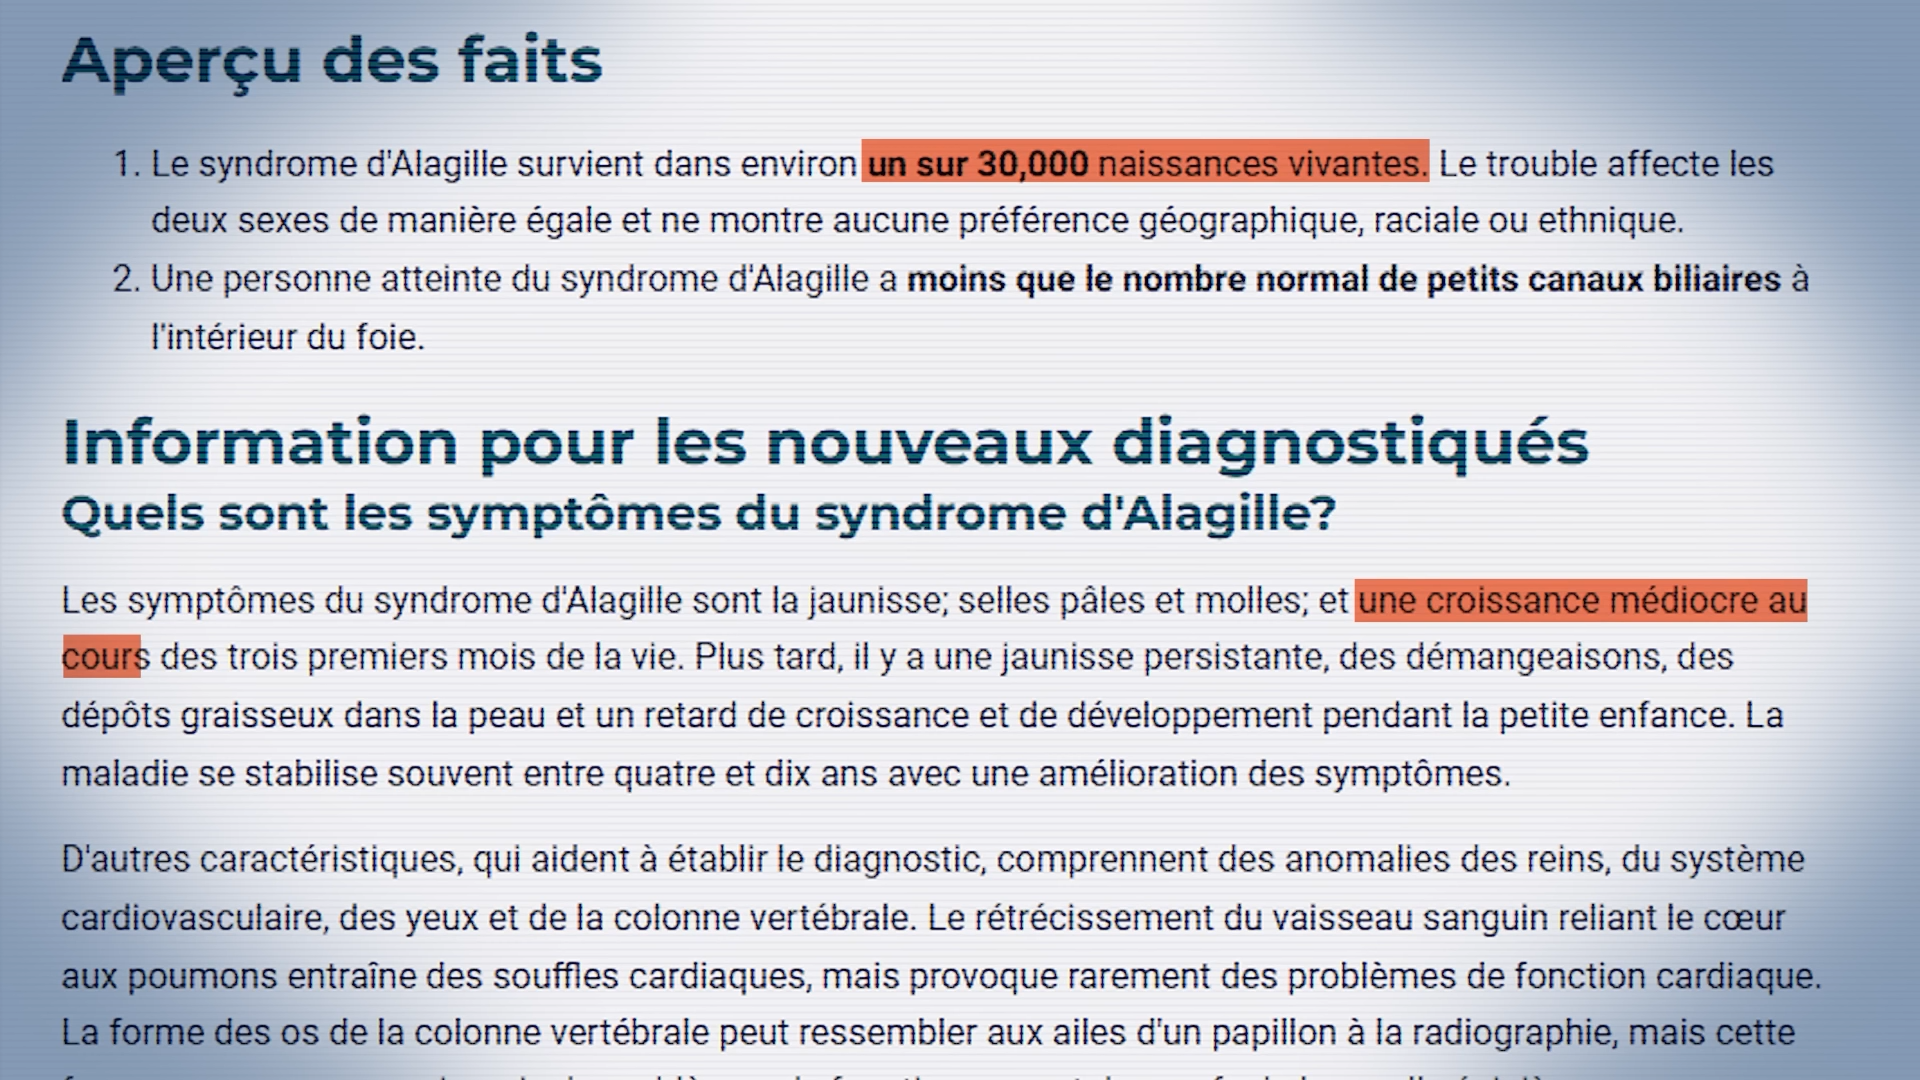 Aperçu des faits
1. Le syndrome d'Alagille survient dans environ un sur 30,000 naissances vivantes. Le trouble affecte les
deux sexes de manière égale et ne montre aucune préférence géographique, raciale ou ethnique.
2. Une personne atteinte du syndrome d'Alagille a moins que le nombre normal de petits canaux biliaires à
l'intérieur du foie.
Information pour les nouveaux diagnostiqués
Quels sont les symptômes du syndrome d'Alagille?
Les symptômes du syndrome d'Alagille sont la jaunisse; selles pâles et molles; et une croissance médiocre au
cours des trois premiers mois de la vie. Plus tard, il y a une jaunisse persistante, des démangeaisons, des
dépôts graisseux dans la peau et un retard de croissance et de développement pendant la petite enfance. La
maladie se stabilise souvent entre quatre et dix ans avec une amélioration des symptômes.
D'autres caractéristiques, qui aident à établir le diagnostic, comprennent des anomalies des reins, du système
cardiovasculaire, des yeux et de la colonne vertébrale. Le rétrécissement du vaisseau sanguin reliant le cœur
aux poumons entraîne des souffles cardiaques, mais provoque rarement des problèmes de fonction cardiaque.
La forme des os de la colonne vertébrale peut ressembler aux ailes d'un papillon à la radiographie, mais cette